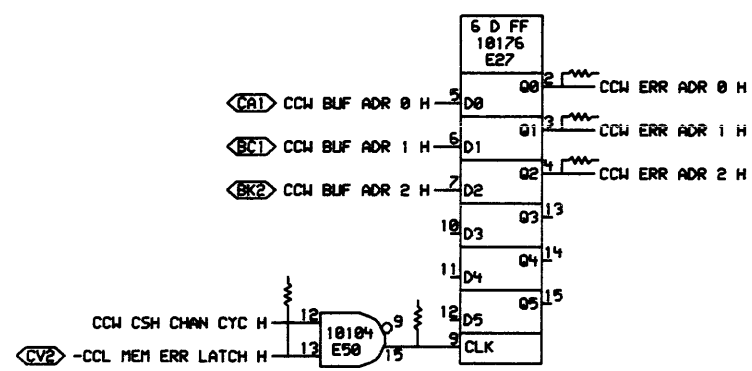 6 D FF
10176
E27
Q0 2 CCW ERR ADR 0 H
CA1 CCW BUF ADR 0 H 5 D0
Q1 3 CCW ERR ADR 1 H
BC1 CCW BUF ADR 1 H 6 D1
Q2 4 CCW ERR ADR 2 H
BK2 CCW BUF ADR 2 H 7 D2
Q3 13
10 D3
Q4 14
11 D4
Q5 15
12 D5
CCW CSH CHAN CYC H 12 10104 9
9 CLK
CV2 -CCL MEM ERR LATCH H 13 E50 15